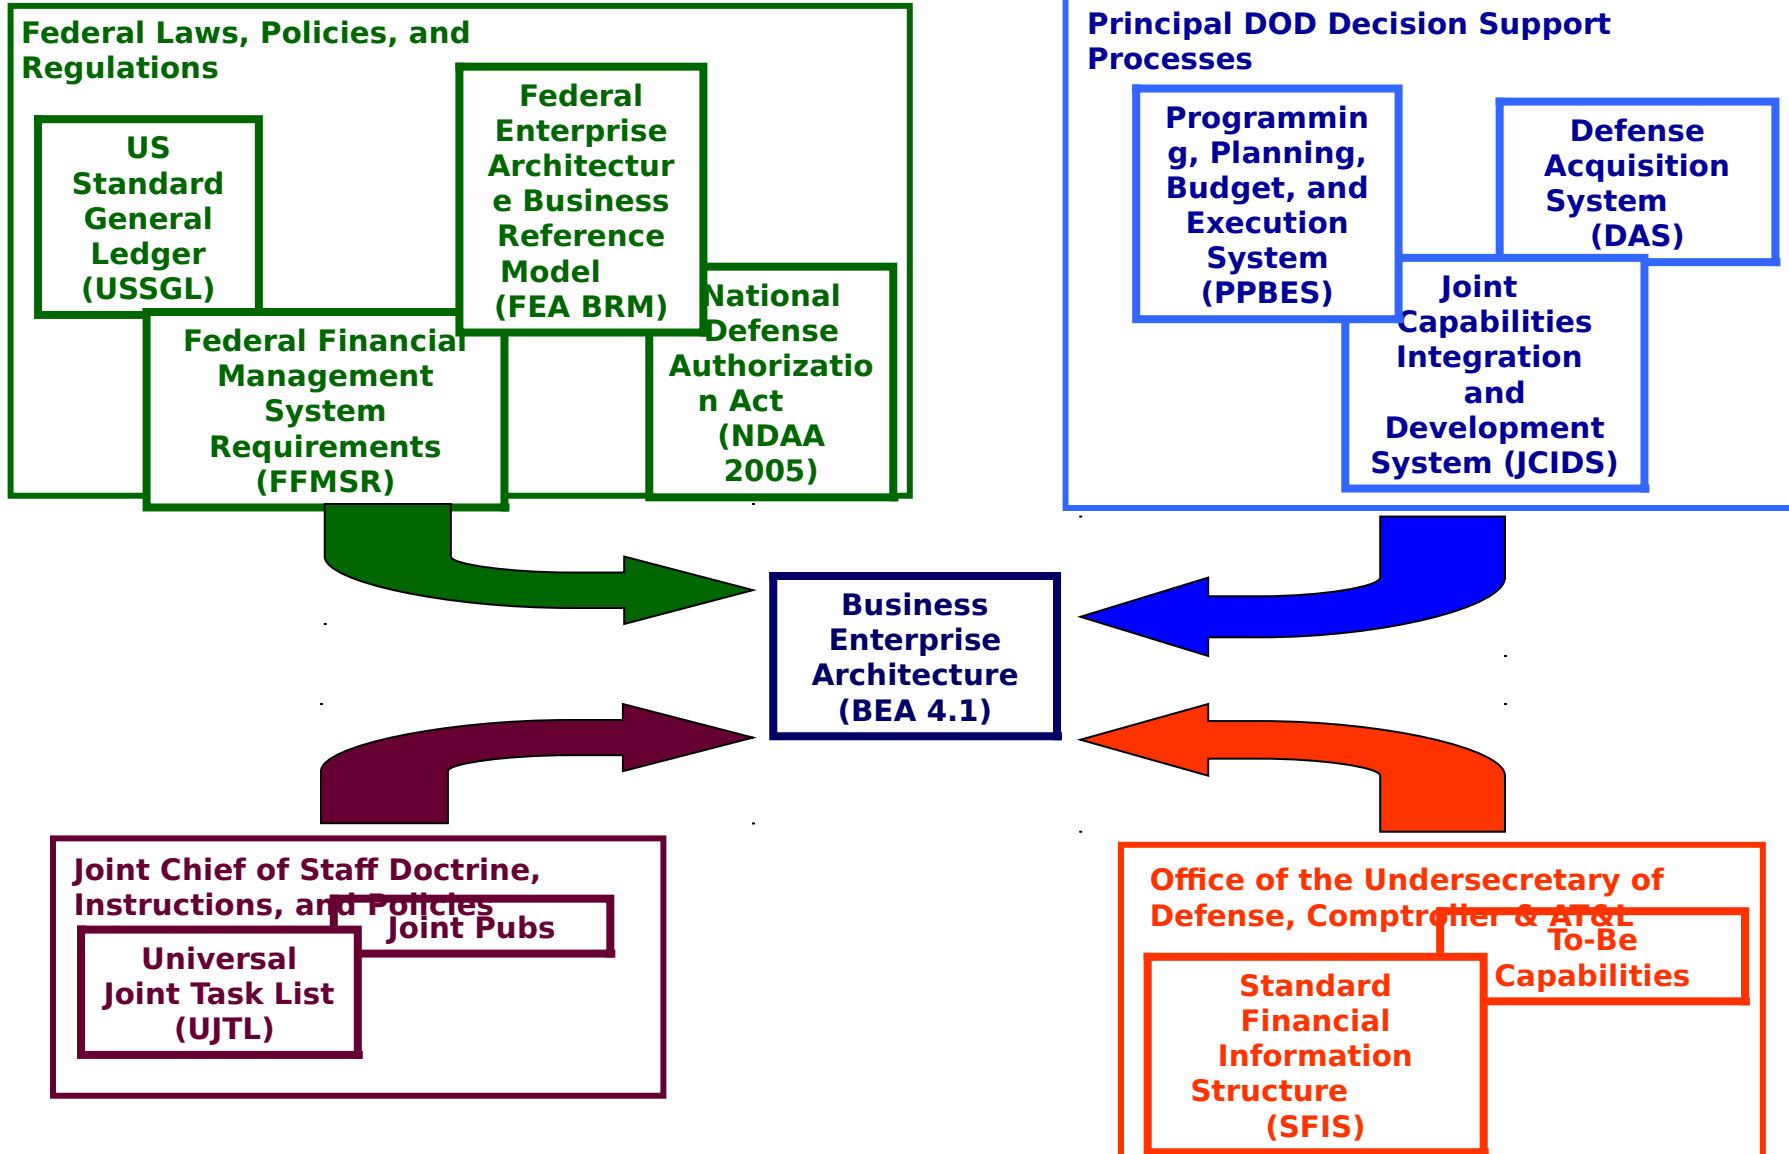 Federal Laws, Policies, and
Regulations
US
Standard
General
Ledger
(USSGL)
Federal
Enterprise
Architectur
e Business
Reference
Model
(FEA BRM)
Federal Financial
Management
System
Requirements
(FFMSR)
National
Defense
Authorizatio
n Act
(NDAA
2005)
Principal DOD Decision Support
Processes
Programmin
g, Planning,
Budget, and
Execution
System
(PPBES)
Defense
Acquisition
System
(DAS)
Joint
Capabilities
Integration
and
Development
System (JCIDS)
Business
Enterprise
Architecture
(BEA 4.1)
Joint Chief of Staff Doctrine,
Instructions, and Policies
Joint Pubs
Universal
Joint Task List
(UJTL)
Office of the Undersecretary of
Defense, Comptroller & AT&L
To-Be
Capabilities
Standard
Financial
Information
Structure
(SFIS)